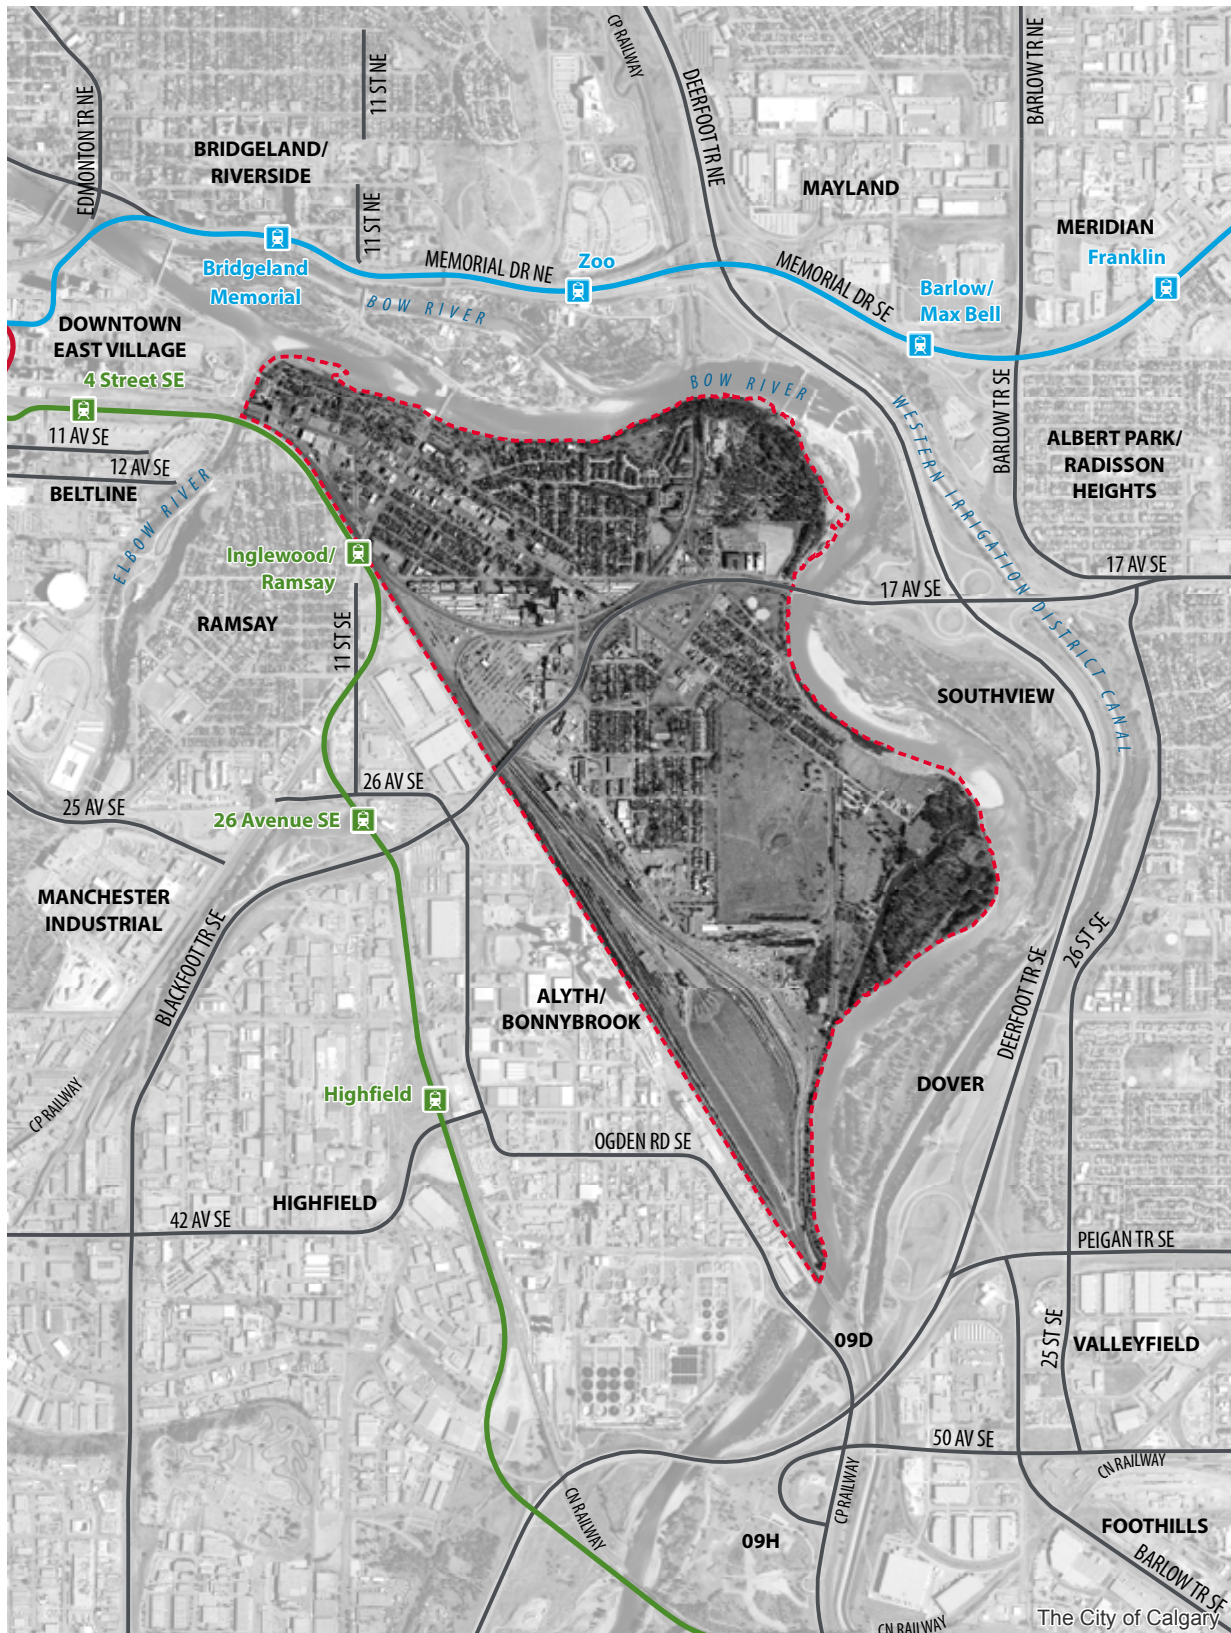 CP RAILWAY
DEERFOOT TR NE
BARLOW TR NE
11 ST NE
EDMONTON TR NE
BRIDGELAND/
RIVERSIDE
MAYLAND
11 ST NE
MERIDIAN
Franklin
Bridgeland
Memorial
MEMORIAL DR NE
Zoo
MEMORIAL DR SE
Barlow/
Max Bell
BOW RIVER
DOWNTOWN
EAST VILLAGE
4 Street SE
BOW RIVER
BARLOW TR SE
WESTERN IRRIGATION DISTRICT CANAL
11 AV SE
12 AV SE
BELTLINE
ALBERT PARK/
RADISSON
HEIGHTS
ELBOW RIVER
Inglewood/
Ramsay
17 AV SE
17 AV SE
RAMSAY
11 ST SE
SOUTHVIEW
26 AV SE
25 AV SE
26 Avenue SE
MANCHESTER
INDUSTRIAL
BLACKFOOT TR SE
26 ST SE
DEERFOOT TR SE
ALYTH/
BONNYBROOK
DOVER
CP RAILWAY
Highfield
OGDEN RD SE
HIGHFIELD
42 AV SE
PEIGAN TR SE
09D
25 ST SE
VALLEYFIELD
50 AV SE
CN RAILWAY
CN RAILWAY
CP RAILWAY
09H
FOOTHILLS
BARLOW TR SE
CN RAILWAY
The City of Calgary